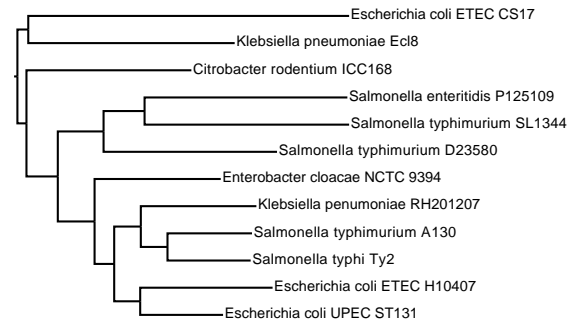 Escherichia coli ETEC CS17
Klebsiella pneumoniae Ecl8
Citrobacter rodentium ICC168
Salmonella enteritidis P125109
Salmonella typhimurium SL1344
Salmonella typhimurium D23580
Enterobacter cloacae NCTC 9394
Klebsiella penumoniae RH201207
Salmonella typhimurium A130
Salmonella typhi Ty2
Escherichia coli ETEC H10407
Escherichia coli UPEC ST131